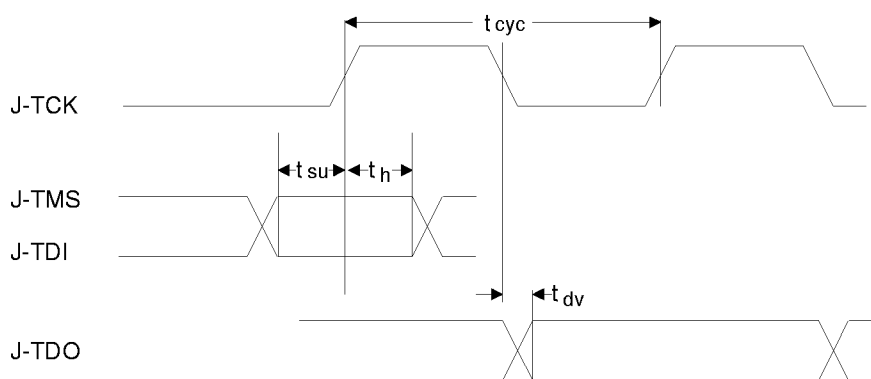 t cyc
J-TCK
t su
t h
J-TMS
J-TDI
t dv
J-TDO